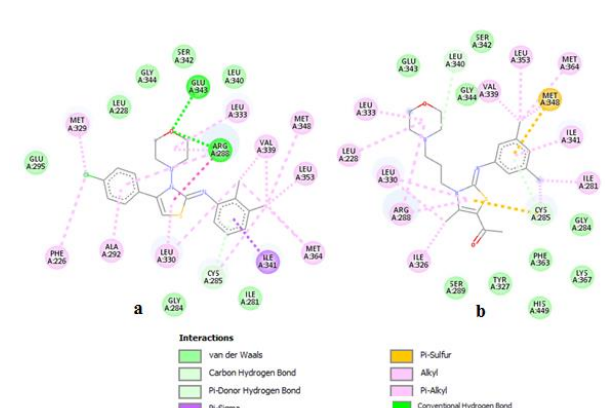 SER
A:342
GLY
A:344
GLU
A:343
LEU
A:340
LEU
A:228
MET
A:329
LEU
A:333
ARG
A:288
VAL
A:339
MET
A:348
GLU
A:295
LEU
A:353
PHE
A:226
ALA
A:292
LEU
A:330
CYS
A:285
ILE
A:341
MET
A:364
GLY
A:284
ILE
A:281
a
SER
A:342
GLU
A:343
LEU
A:340
LEU
A:353
MET
A:364
LEU
A:333
GLY
A:344
VAL
A:339
MET
A:348
LEU
A:228
ILE
A:341
LEU
A:330
ILE
A:281
ARG
A:288
CYS
A:285
GLY
A:284
ILE
A:326
PHE
A:363
LYS
A:367
SER
A:289
TYR
A:327
HIS
A:449
b
Interactions
van der Waals
Carbon Hydrogen Bond
Pi-Donor Hydrogen Bond
Pi-Sigma
Pi-Sulfur
Alkyl
Pi-Alkyl
Conventional Hydrogen Bond